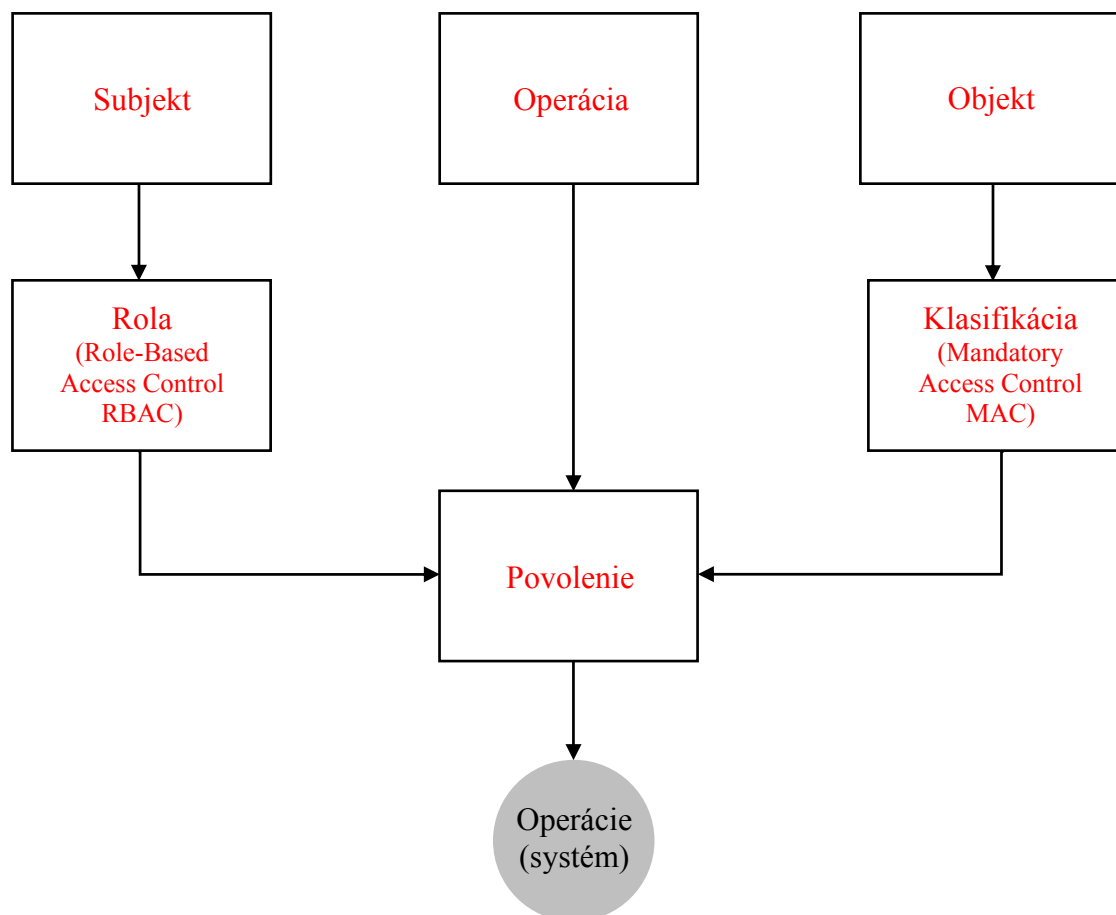 Subjekt
Operácia
Objekt
Rola
(Role-Based
Access Control
RBAC)
Klasifikácia
(Mandatory
Access Control
MAC)
Povolenie
Operácie
(systém)